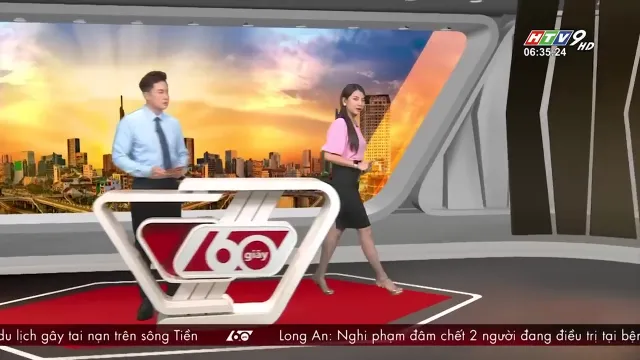 HTV9 HD
06:35:24
60 giây
du lịch gây tai nạn trên sông Tiền 60 Long An: Nghi phạm đâm chết 2 người đang điều trị tại bệ